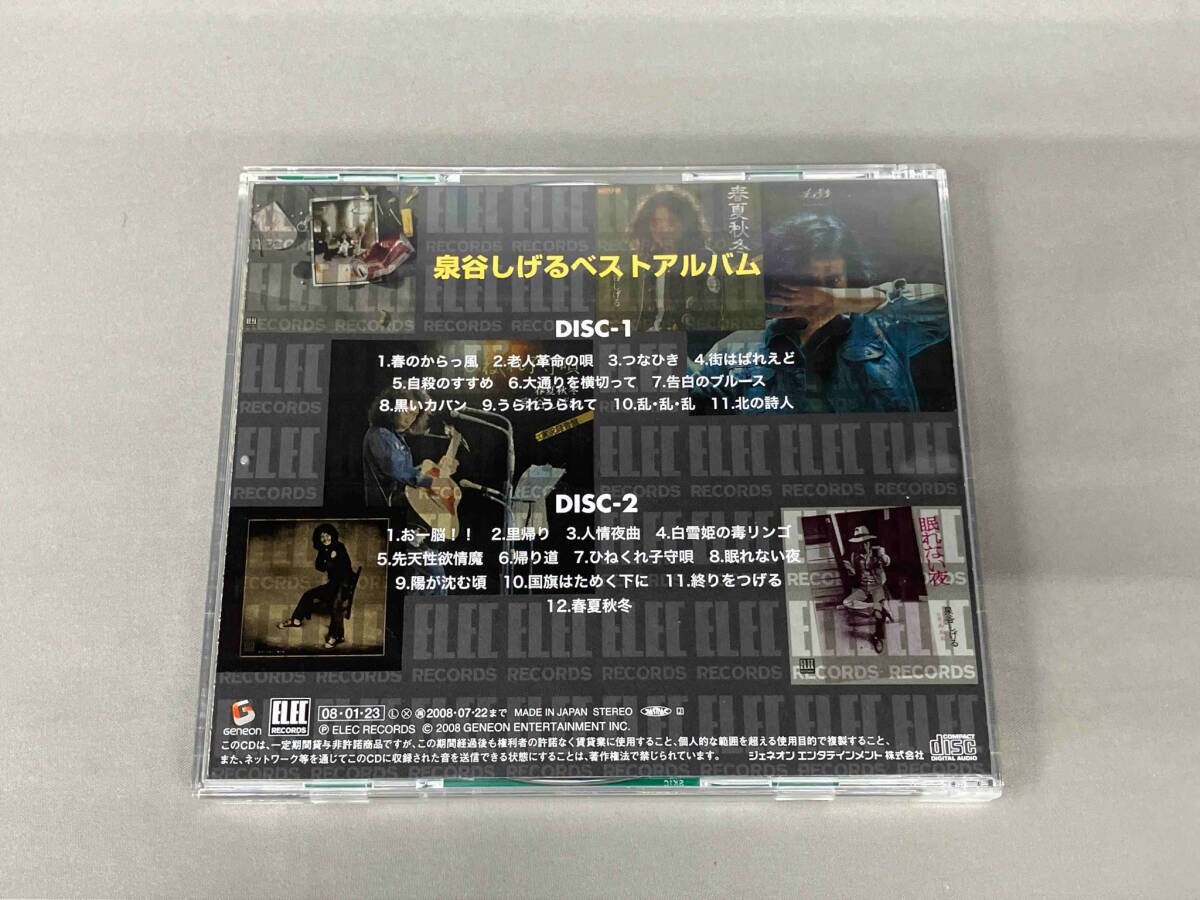 春夏秋冬
泉谷しげるベストアルバム
DISC-1
1.春のからっ風 2.老人革命の唄 3.つなひき 4.街はぱれえど
5.自殺のすすめ 6.大通りを横切って 7.告白のブルース
8.黒いカバン 9.うられうられて 10.乱・乱・乱 11.北の詩人
DISC-2
1.おー脳!! 2.里帰り 3.人情夜曲 4.白雪姫の毒リンゴ
5.先天性欲情魔 6.帰り道 7.ひねくれ子守唄 8.眠れない夜
9.陽が沈む頃 10.国旗はためく下に 11.終りをつげる
12.春夏秋冬
眠れない夜
泉谷しげる
ELEC RECORDS
GENEON
ELEC RECORDS
08・01・23 Ⓛ Ⓧ 2008・07・22まで MADE IN JAPAN STEREO
Ⓟ ELEC RECORDS © 2008 GENEON ENTERTAINMENT INC.
このCDは、一定期間貸与非許諾商品ですが、この期間経過後も権利者の許諾なく賃貸業に使用すること、個人的な範囲を超える使用目的で複製すること、
また、ネットワーク等を通じてこのCDに収録された音を送信できる状態にすることは、著作権法で禁じられています。 ジェネオン エンタテインメント 株式会社
COMPACT disc DIGITAL AUDIO